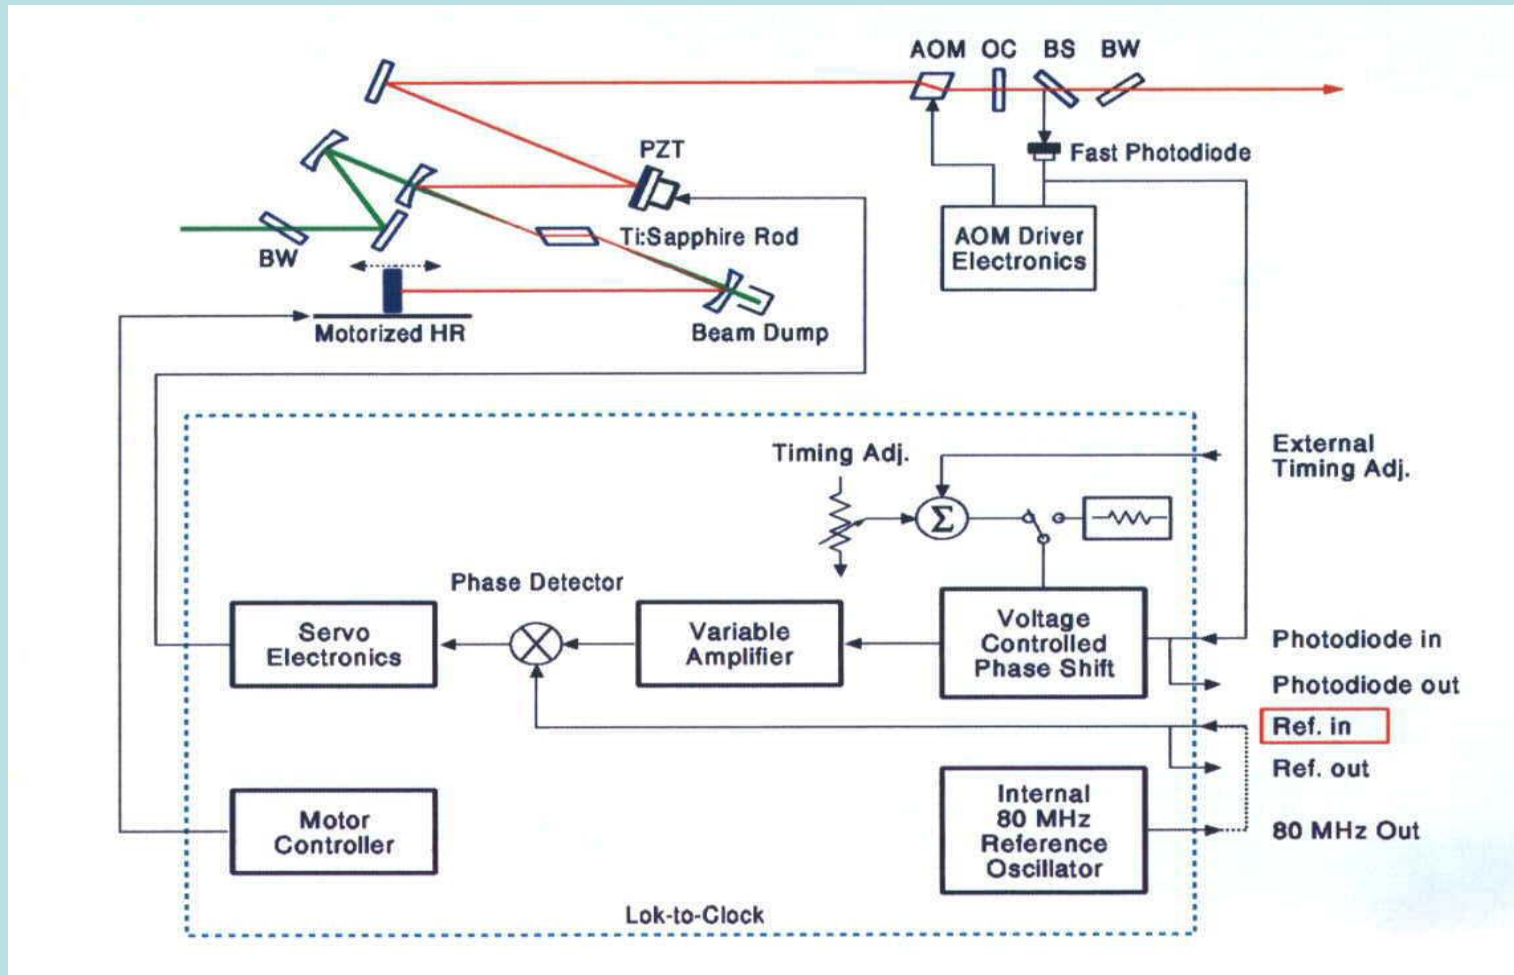 AOM OC BS BW
PZT
Fast Photodiode
BW
Ti:Sapphire Rod
AOM Driver
Electronics
Motorized HR
Beam Dump
Timing Adj.
External
Timing Adj.
Σ
Phase Detector
Servo
Electronics
Variable
Amplifier
Voltage
Controlled
Phase Shift
Photodiode in
Photodiode out
Ref. in
Ref. out
Motor
Controller
Internal
80 MHz
Reference
Oscillator
80 MHz Out
Lok-to-Clock